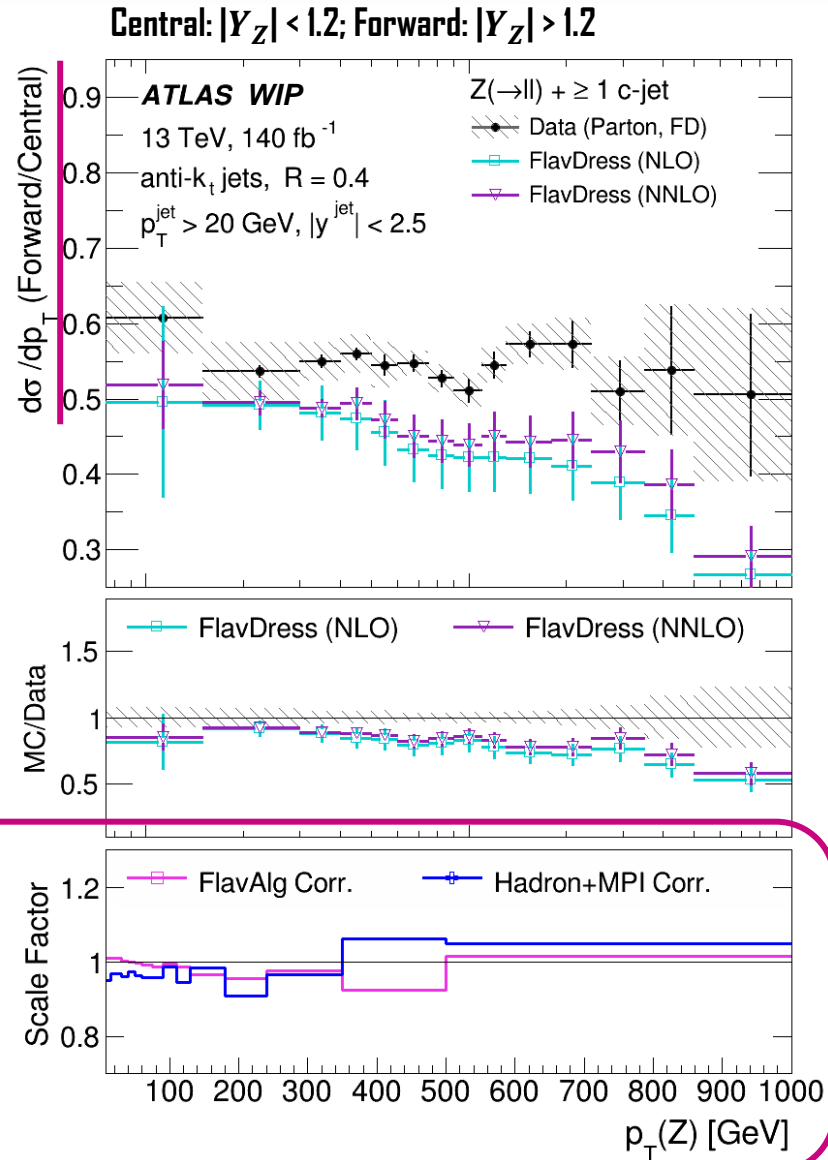 Central: |Y_Z| < 1.2; Forward: |Y_Z| > 1.2
dσ/dp_T (Forward/Central)
0.9
0.8
0.7
0.6
0.5
0.4
0.3
ATLAS WIP
13 TeV, 140 fb^-1
anti-k_t jets, R = 0.4
p_T^jet > 20 GeV, |y^jet| < 2.5
Z(→ll) + ≥ 1 c-jet
Data (Parton, FD)
FlavDress (NLO)
FlavDress (NNLO)
MC/Data
1.5
1
0.5
FlavDress (NLO) FlavDress (NNLO)
Scale Factor
1.2
1
0.8
FlavAlg Corr. Hadron+MPI Corr.
100 200 300 400 500 600 700 800 900 1000
p_T(Z) [GeV]